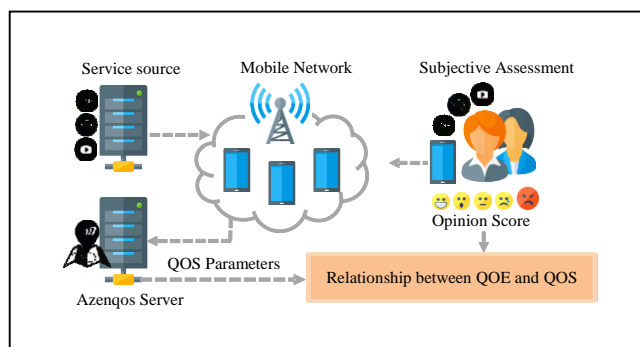 Service source
Mobile Network
Subjective Assessment
Opinion Score
QOS Parameters
Relationship between QOE and QOS
Azenqos Server